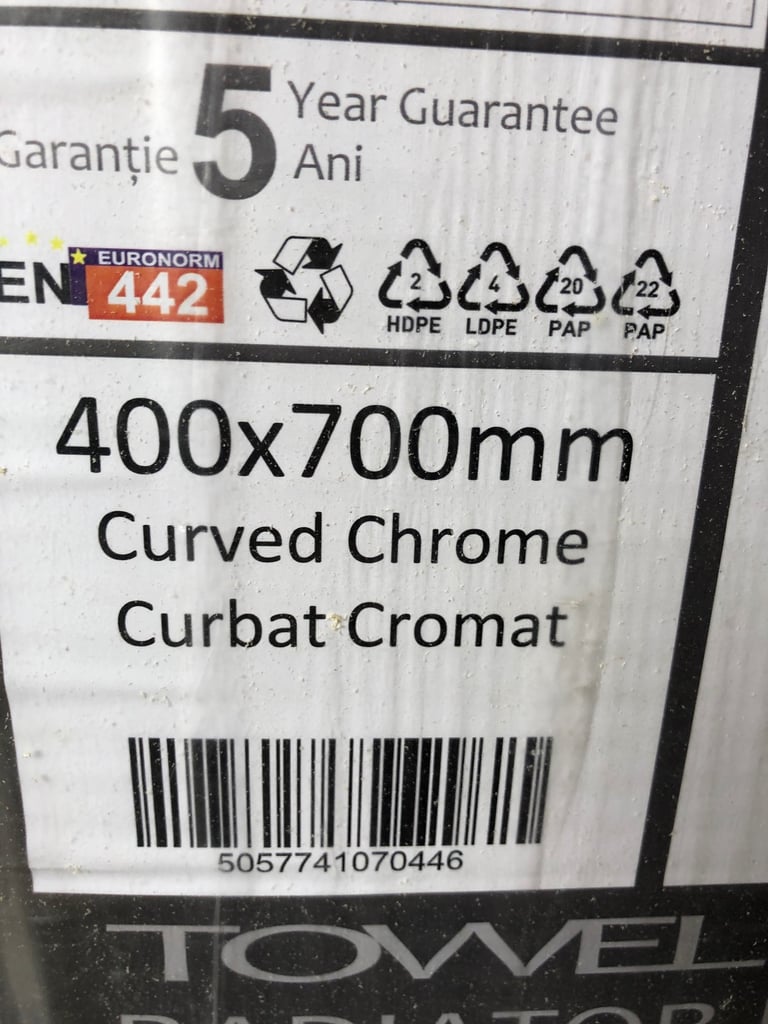 Garanție 5 Year Guarantee
Ani
EN EURONORM
442
2 4 20 22
HDPE LDPE PAP PAP
400x700mm
Curved Chrome
Curbat Cromat
5057741070446
TOWEL
RADIATOR